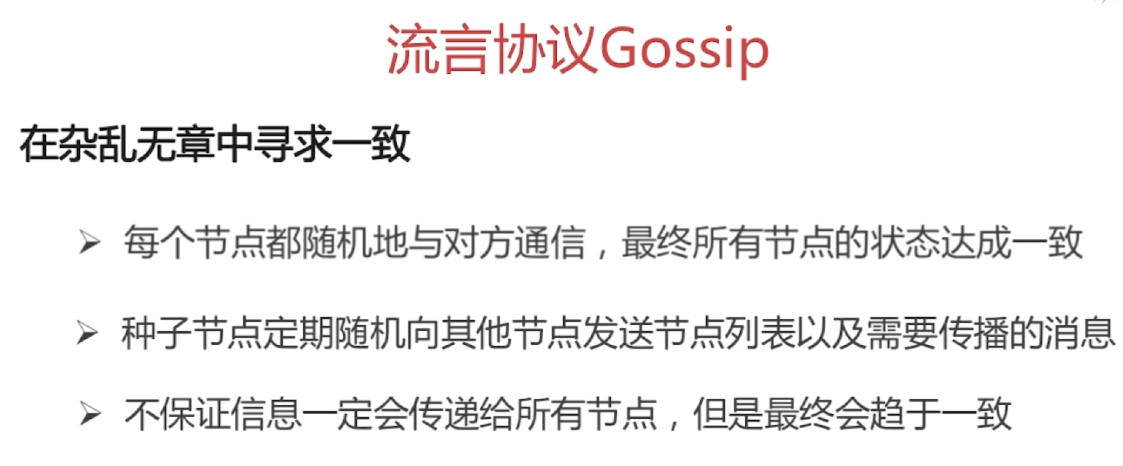 流言协议Gossip
在杂乱无章中寻求一致
➢ 每个节点都随机地与对方通信，最终所有节点的状态达成一致
➢ 种子节点定期随机向其他节点发送节点列表以及需要传播的消息
➢ 不保证信息一定会传递给所有节点，但是最终会趋于一致